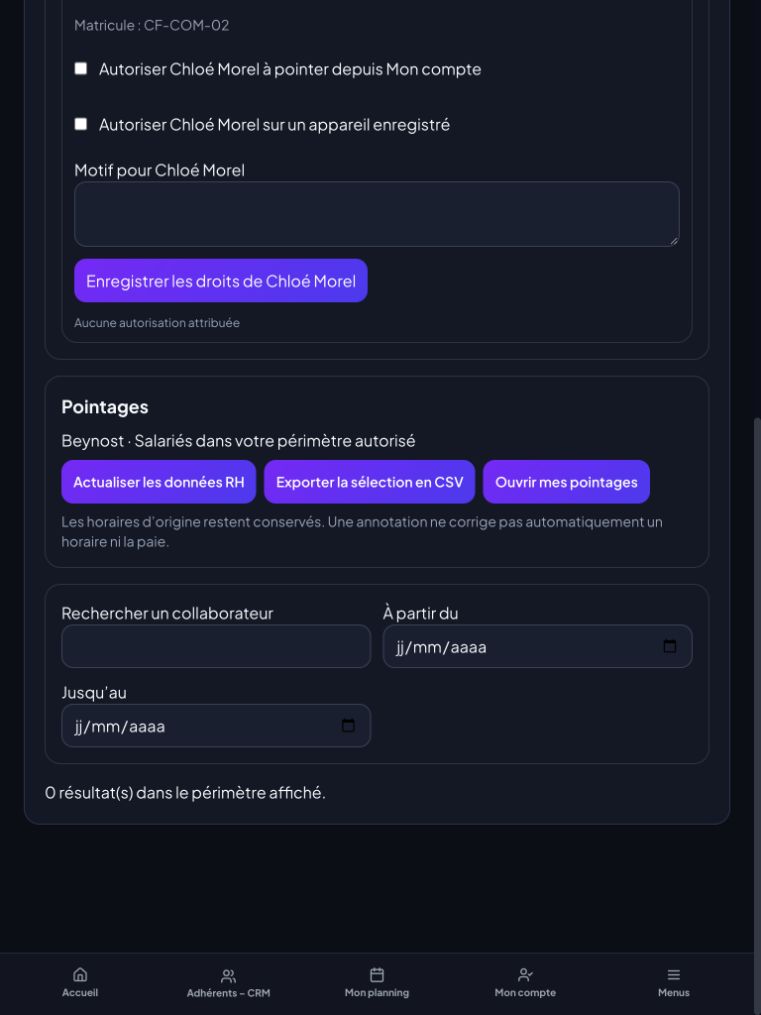 Matricule : CF-COM-02
Autoriser Chloé Morel à pointer depuis Mon compte
Autoriser Chloé Morel sur un appareil enregistré
Motif pour Chloé Morel
Enregistrer les droits de Chloé Morel
Aucune autorisation attribuée
Pointages
Beynost · Salariés dans votre périmètre autorisé
Actualiser les données RH
Exporter la sélection en CSV
Ouvrir mes pointages
Les horaires d'origine restent conservés. Une annotation ne corrige pas automatiquement un
horaire ni la paie.
Rechercher un collaborateur
À partir du
jj/mm/aaaa
Jusqu'au
jj/mm/aaaa
0 résultat(s) dans le périmètre affiché.
Accueil
Adhérents – CRM
Mon planning
Mon compte
Menus